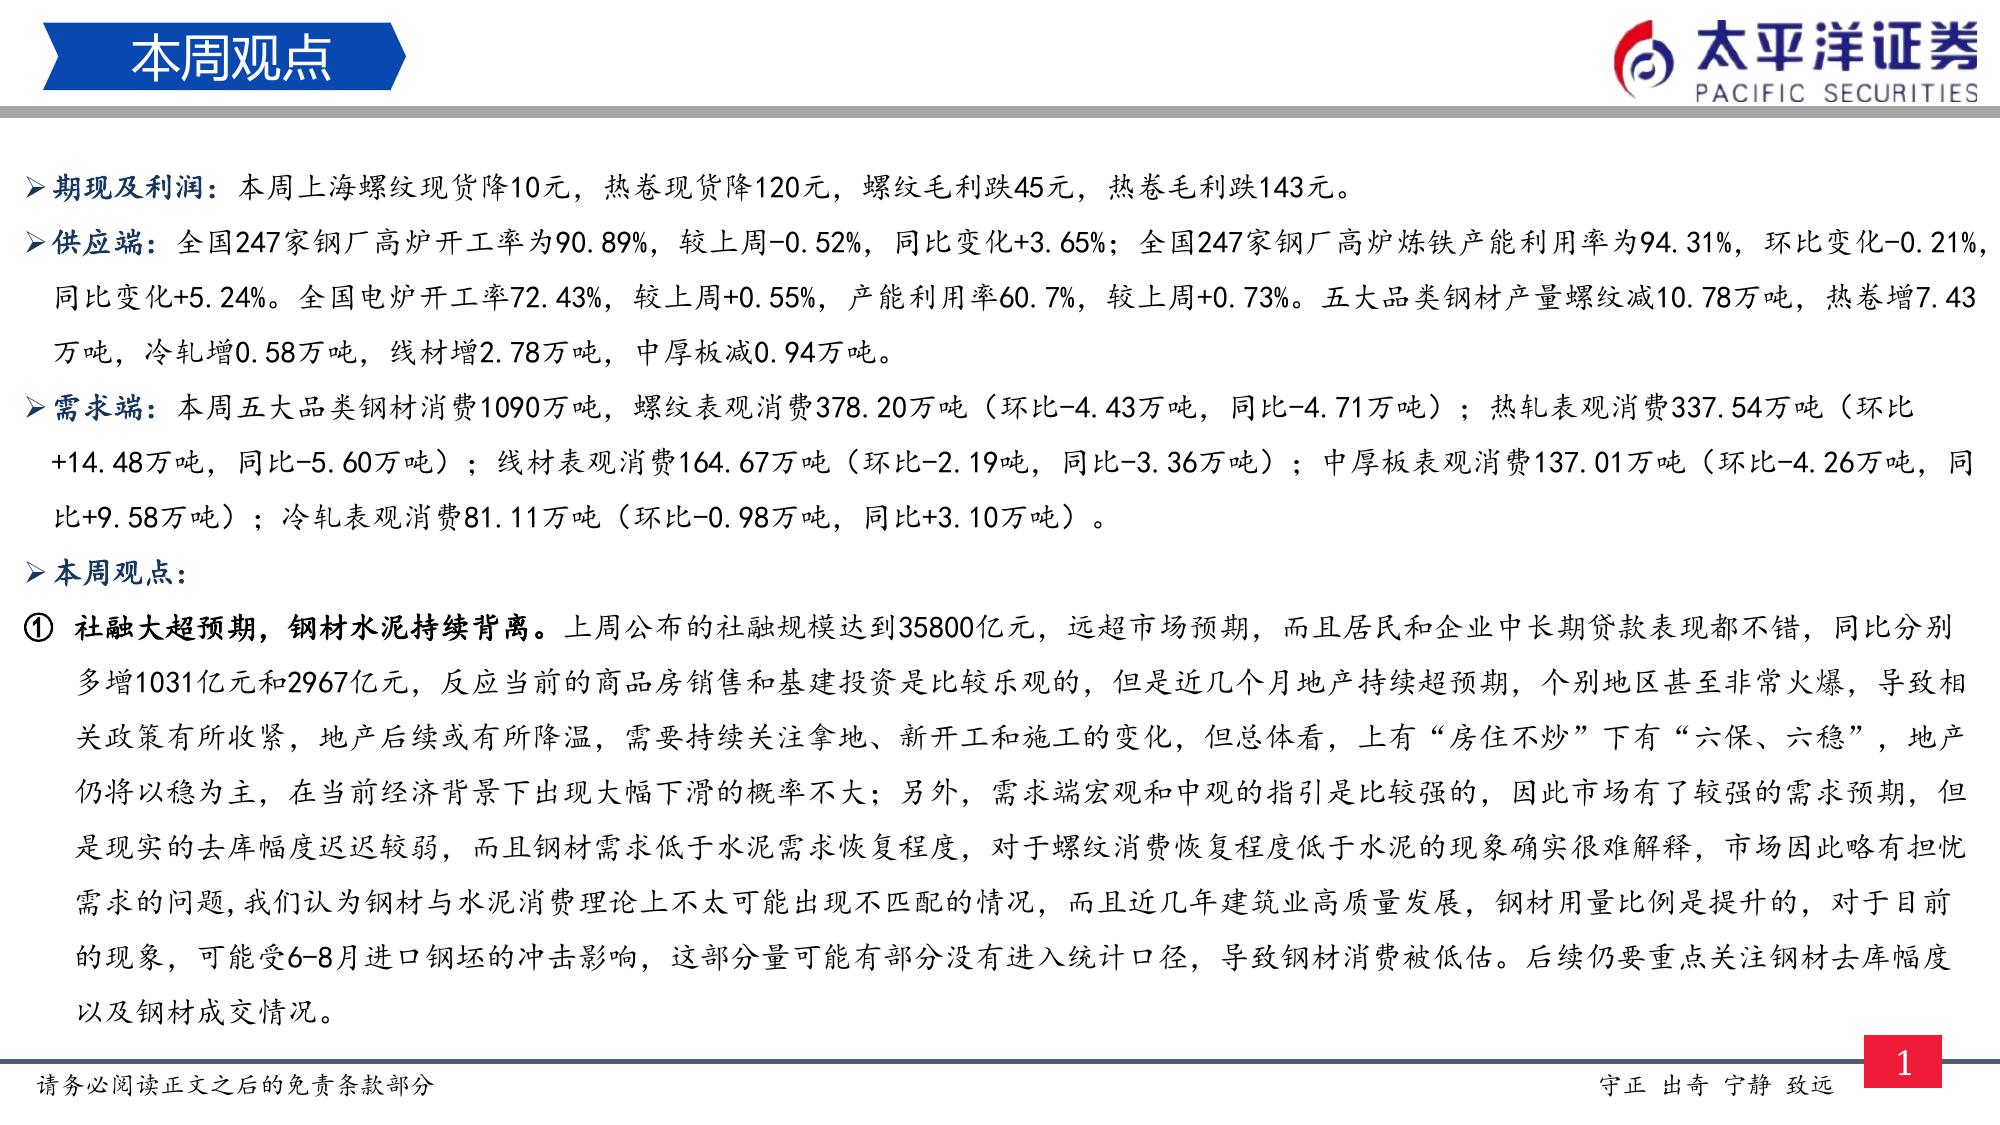 本周观点
太平洋证券
PACIFIC SECURITIES
➢期现及利润：本周上海螺纹现货降10元，热卷现货降120元，螺纹毛利跌45元，热卷毛利跌143元。
➢供应端：全国247家钢厂高炉开工率为90.89%，较上周-0.52%，同比变化+3.65%；全国247家钢厂高炉炼铁产能利用率为94.31%，环比变化-0.21%，
同比变化+5.24%。全国电炉开工率72.43%，较上周+0.55%，产能利用率60.7%，较上周+0.73%。五大品类钢材产量螺纹减10.78万吨，热卷增7.43
万吨，冷轧增0.58万吨，线材增2.78万吨，中厚板减0.94万吨。
➢需求端：本周五大品类钢材消费1090万吨，螺纹表观消费378.20万吨（环比-4.43万吨，同比-4.71万吨）；热轧表观消费337.54万吨（环比
+14.48万吨，同比-5.60万吨）；线材表观消费164.67万吨（环比-2.19吨，同比-3.36万吨）；中厚板表观消费137.01万吨（环比-4.26万吨，同
比+9.58万吨）；冷轧表观消费81.11万吨（环比-0.98万吨，同比+3.10万吨）。
➢本周观点：
① 社融大超预期，钢材水泥持续背离。上周公布的社融规模达到35800亿元，远超市场预期，而且居民和企业中长期贷款表现都不错，同比分别
多增1031亿元和2967亿元，反应当前的商品房销售和基建投资是比较乐观的，但是近几个月地产持续超预期，个别地区甚至非常火爆，导致相
关政策有所收紧，地产后续或有所降温，需要持续关注拿地、新开工和施工的变化，但总体看，上有“房住不炒”下有“六保、六稳”，地产
仍将以稳为主，在当前经济背景下出现大幅下滑的概率不大；另外，需求端宏观和中观的指引是比较强的，因此市场有了较强的需求预期，但
是现实的去库幅度迟迟较弱，而且钢材需求低于水泥需求恢复程度，对于螺纹消费恢复程度低于水泥的现象确实很难解释，市场因此略有担忧
需求的问题,我们认为钢材与水泥消费理论上不太可能出现不匹配的情况，而且近几年建筑业高质量发展，钢材用量比例是提升的，对于目前
的现象，可能受6-8月进口钢坯的冲击影响，这部分量可能有部分没有进入统计口径，导致钢材消费被低估。后续仍要重点关注钢材去库幅度
以及钢材成交情况。
请务必阅读正文之后的免责条款部分
守正 出奇 宁静 致远
1